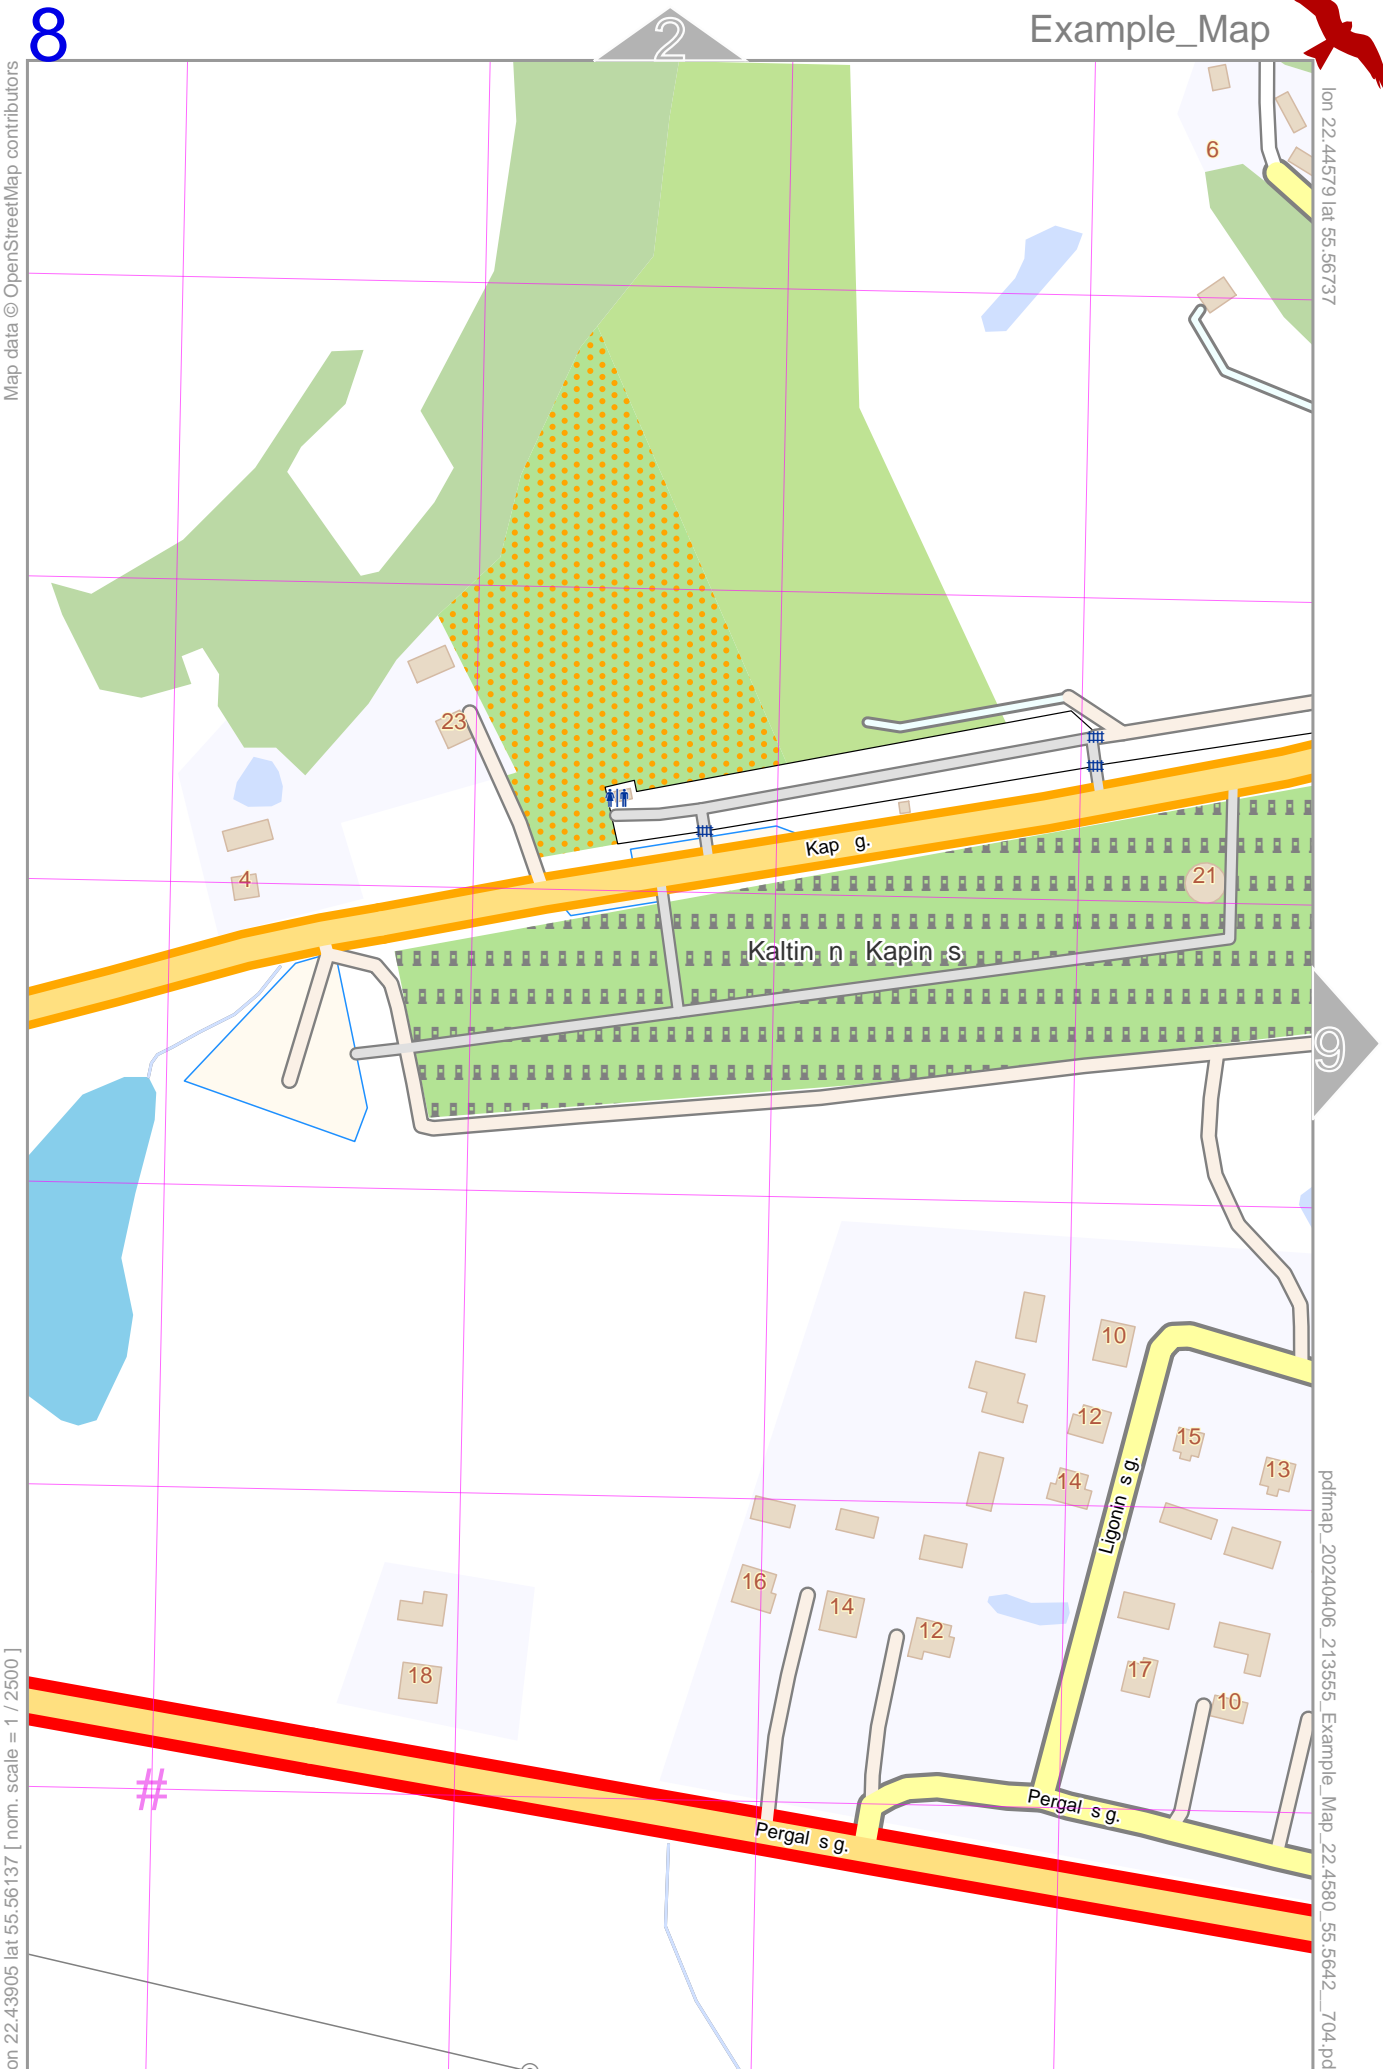 8
2
Example_Map
Map data © OpenStreetMap contributors
lon 22.44579 lat 55.56737
6
23
4
Kap g.
21
Kaltin n Kapin s
9
10
12
15
13
14
Ligonin s g.
16
14
12
18
17
10
Pergal s g.
Pergal s g.
#
on 22.43905 lat 55.56137 [ nom. scale = 1 / 2500 ]
pdfmap_20240406_213555_Example_Map_22.4580_55.5642__704.pd